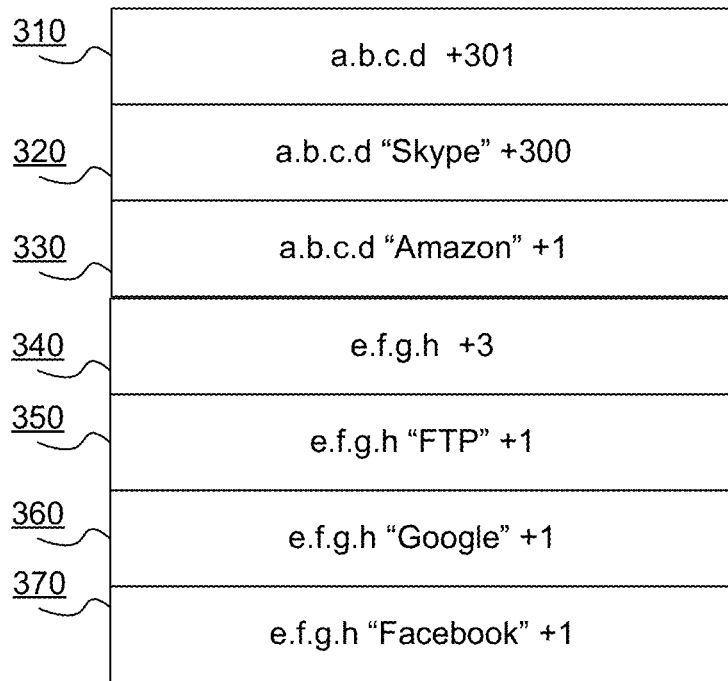 310
a.b.c.d +301
320
a.b.c.d “Skype” +300
330
a.b.c.d “Amazon” +1
340
e.f.g.h +3
350
e.f.g.h “FTP” +1
360
e.f.g.h “Google” +1
370
e.f.g.h “Facebook” +1